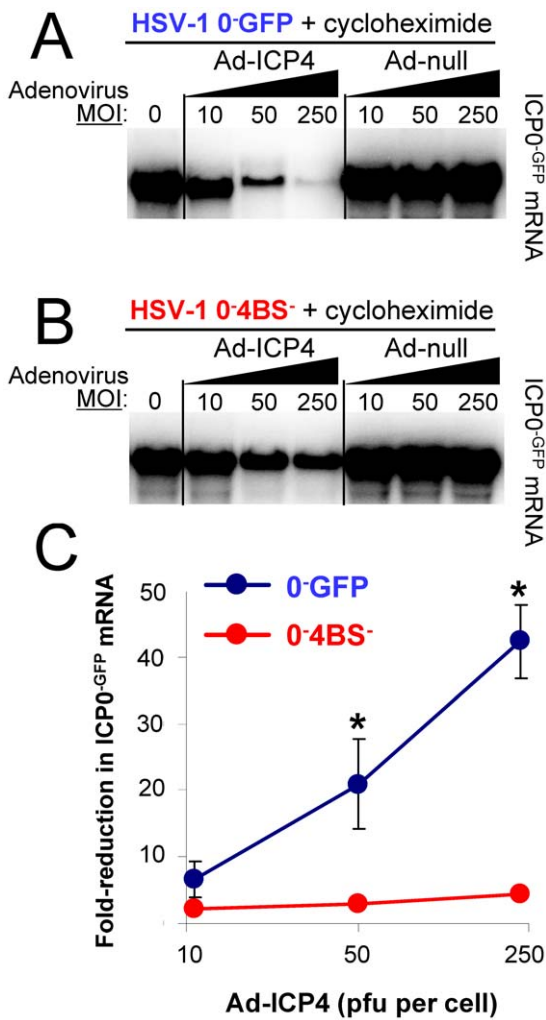 A
HSV-1 0⁻GFP + cycloheximide
Ad-ICP4 Ad-null
Adenovirus
MOI: 0 10 50 250 10 50 250
ICP0⁻ᴳᶠᴾ mRNA
B
HSV-1 0⁻4BS⁻ + cycloheximide
Ad-ICP4 Ad-null
Adenovirus
MOI: 0 10 50 250 10 50 250
ICP0⁻ᴳᶠᴾ mRNA
C
Fold-reduction in ICP0⁻ᴳᶠᴾ mRNA
50
40
30
20
10
0⁻GFP
0⁻4BS⁻
*
*
10 50 250
Ad-ICP4 (pfu per cell)